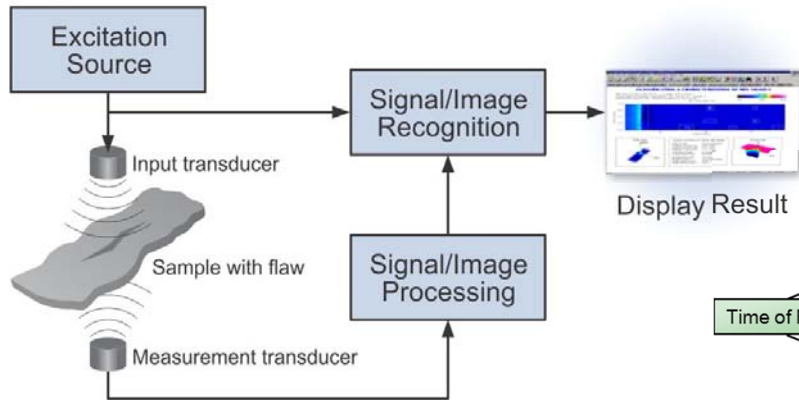 Excitation
Source
Signal/Image
Recognition
Input transducer
Display Result
Sample with flaw
Signal/Image
Processing
Time of
Measurement transducer